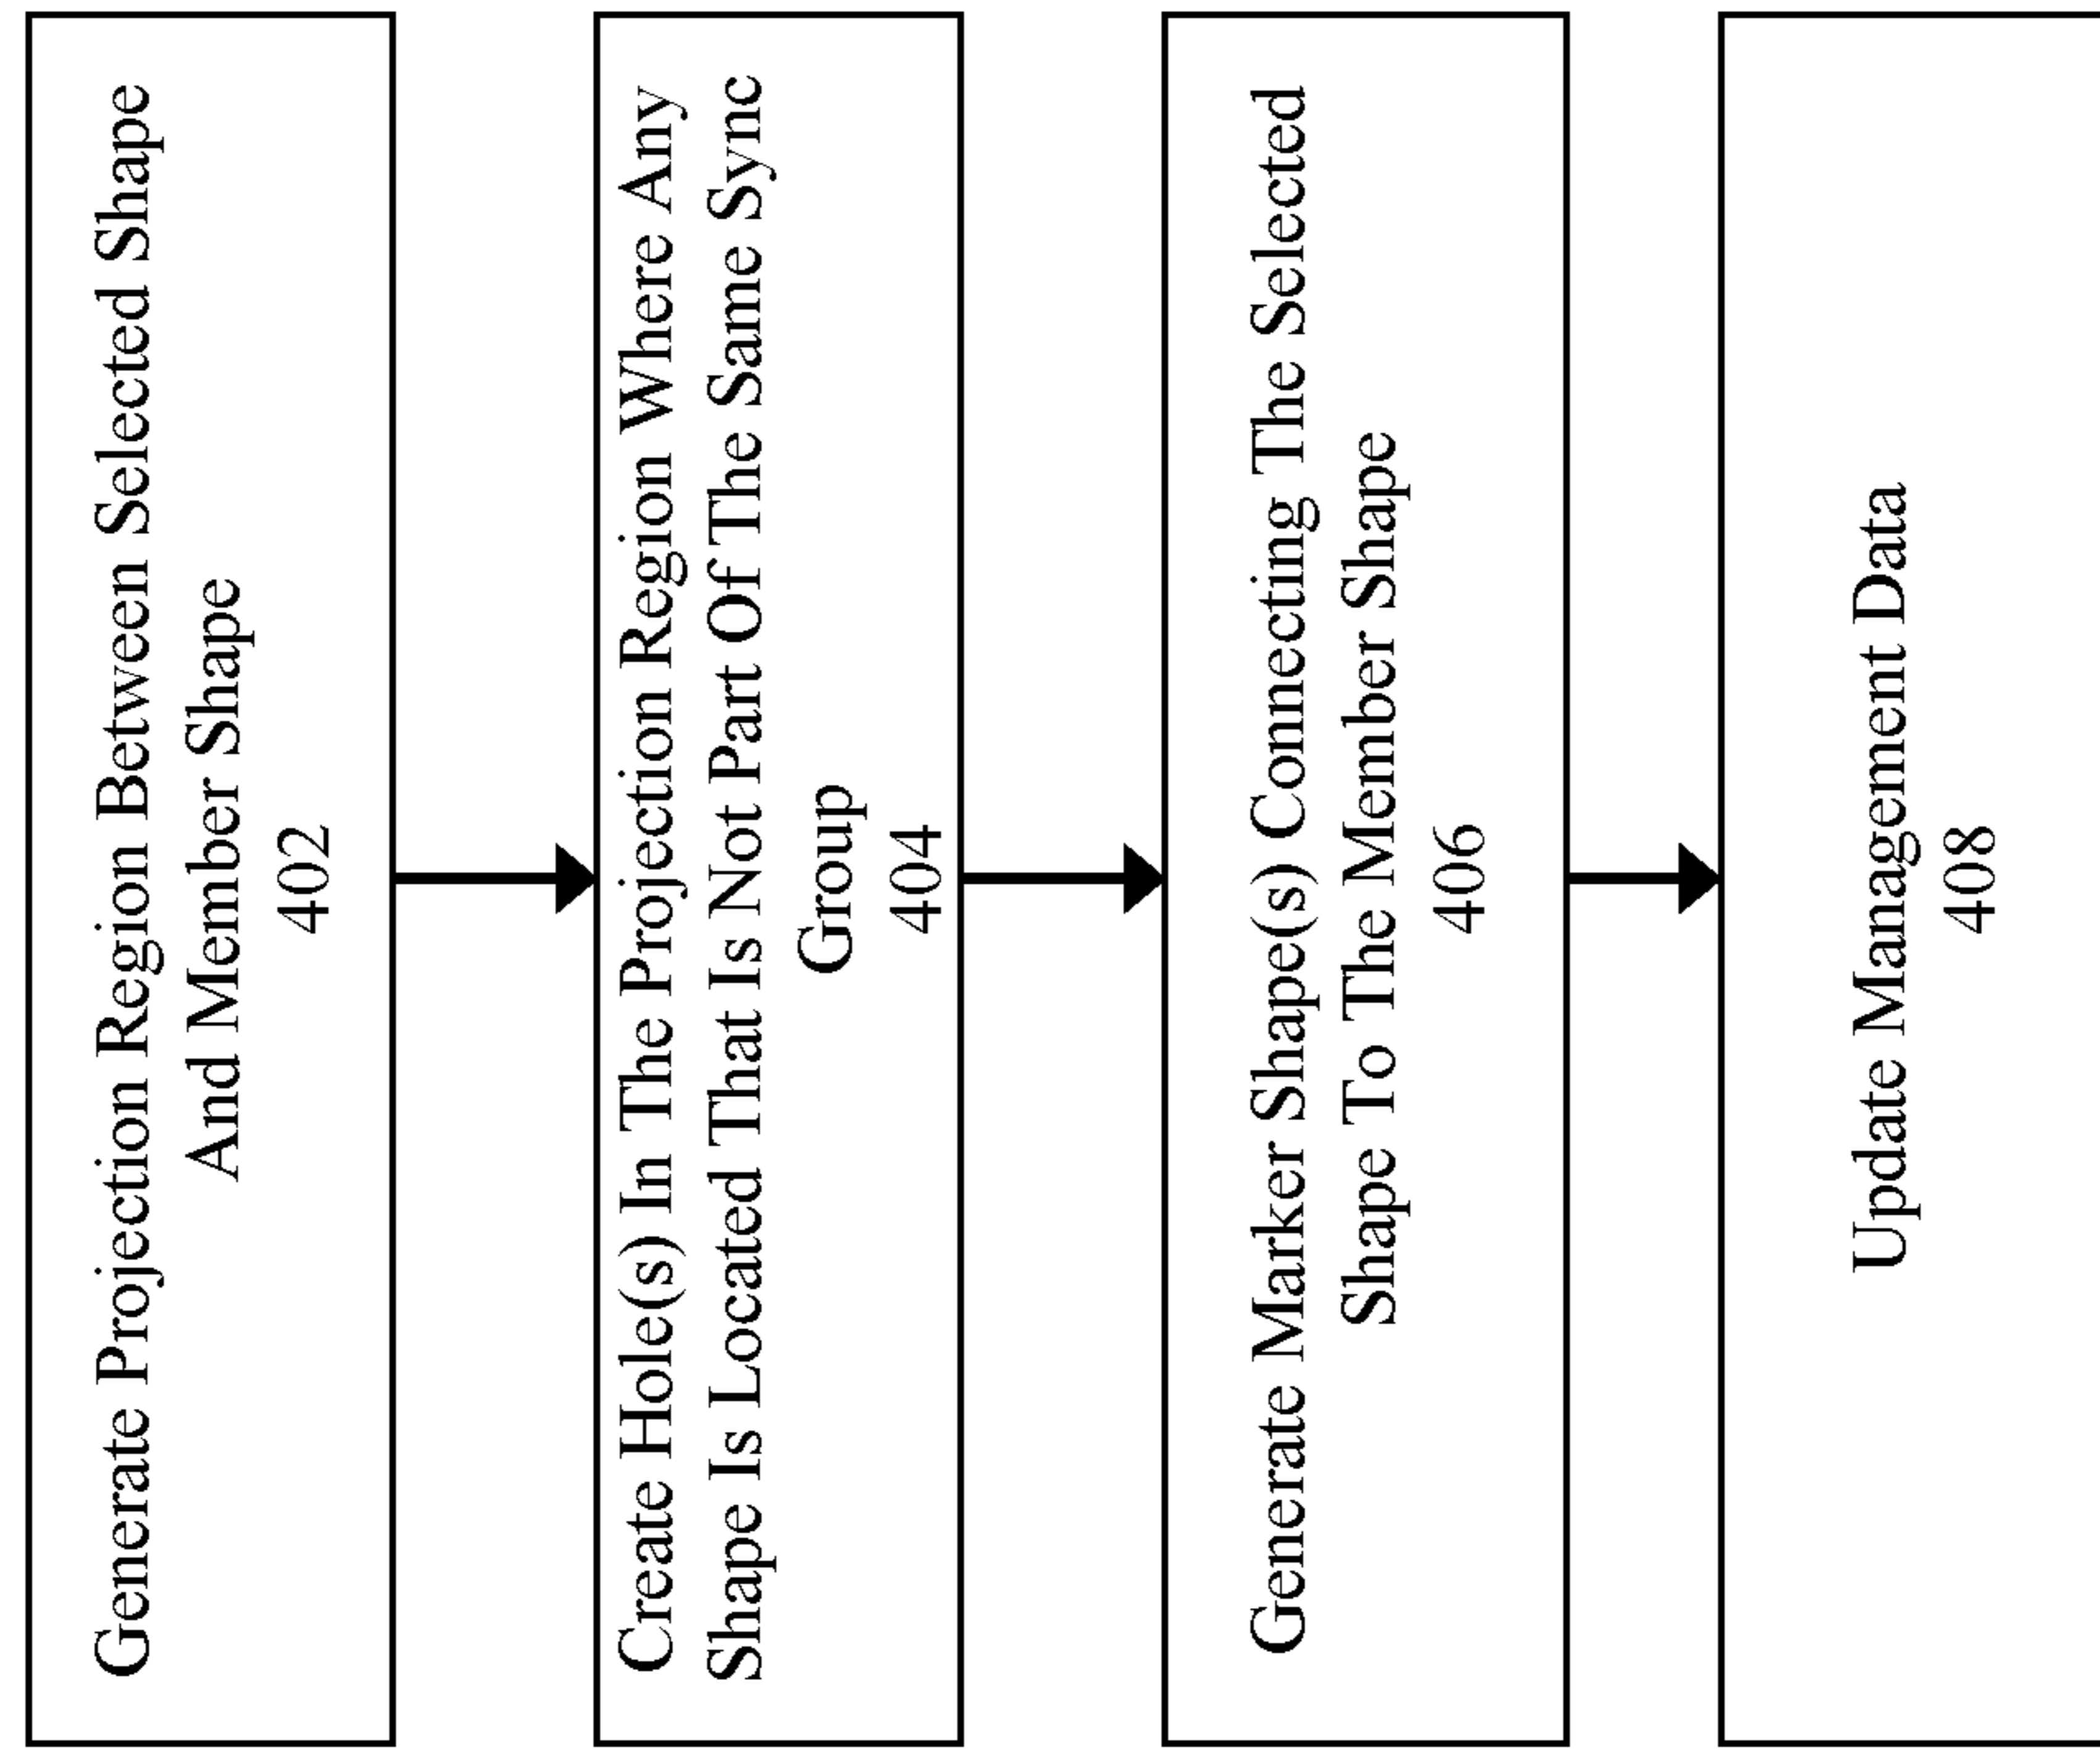 Generate Projection Region Between Selected Shape
And Member Shape
402
Create Hole(s) In The Projection Region Where Any
Shape Is Located That Is Not Part Of The Same Sync
Group
404
Generate Marker Shape(s) Connecting The Selected
Shape To The Member Shape
406
Update Management Data
408